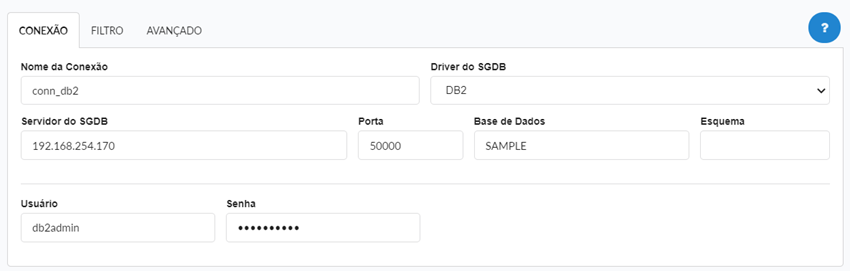 CONEXÃO FILTRO AVANÇADO ?
Nome da Conexão Driver do SGDB
conn_db2 DB2
Servidor do SGDB Porta Base de Dados Esquema
192.168.254.170 50000 SAMPLE
Usuário Senha
db2admin ••••••••••